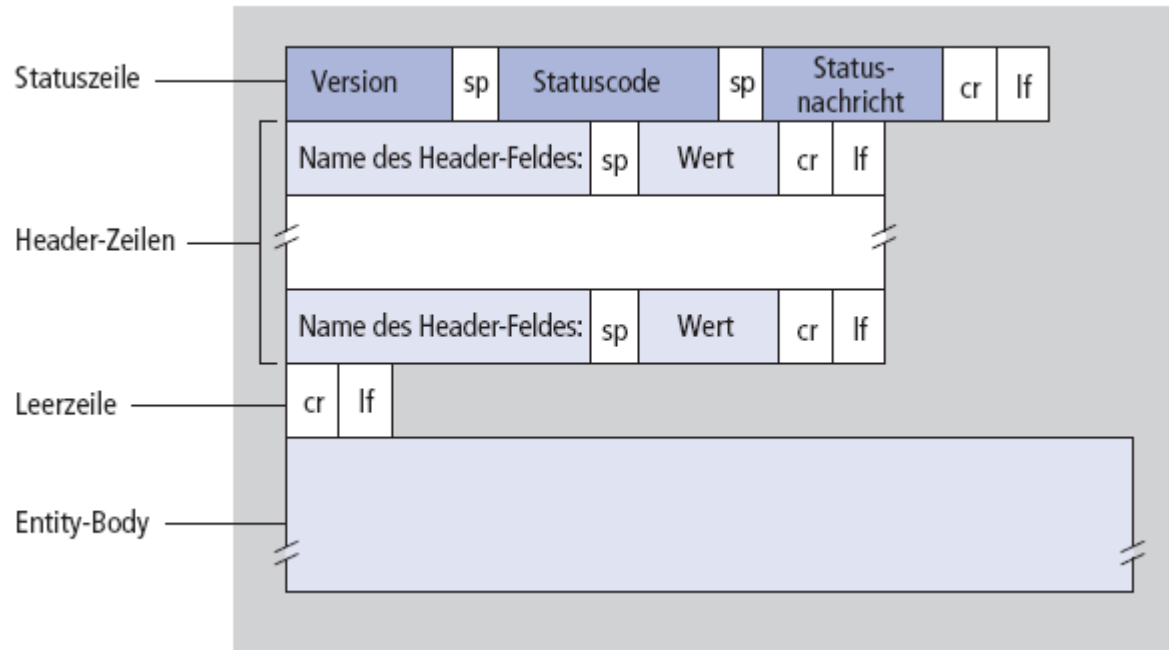 Statuszeile
Version sp Statuscode sp Status-
nachricht cr lf
Name des Header-Feldes: sp Wert cr lf
Header-Zeilen
Name des Header-Feldes: sp Wert cr lf
Leerzeile
cr lf
Entity-Body